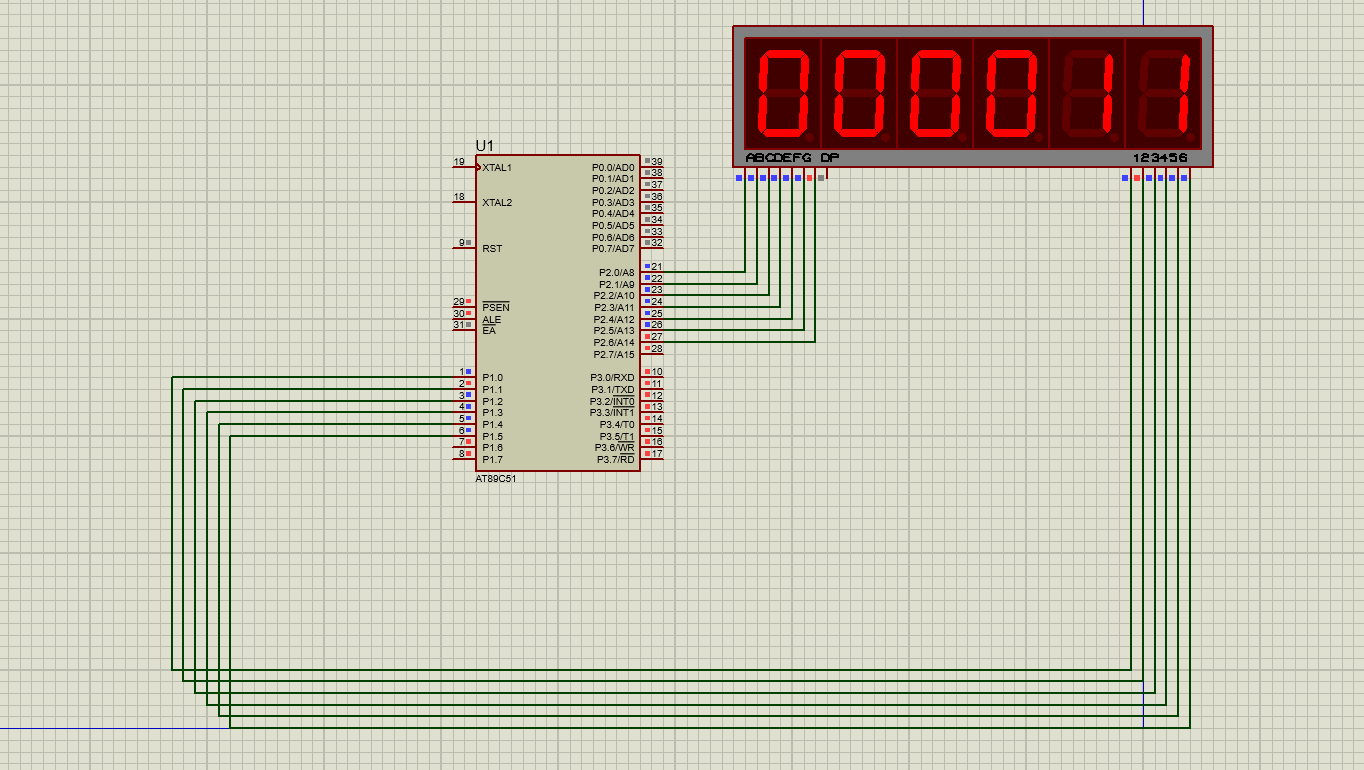 000011
ABCDEFG DP
123456
U1
19 XTAL1
18 XTAL2
9 RST
29 PSEN
30 ALE
31 EA
1 P1.0
2 P1.1
3 P1.2
4 P1.3
5 P1.4
6 P1.5
7 P1.6
8 P1.7
P0.0/AD0 39
P0.1/AD1 38
P0.2/AD2 37
P0.3/AD3 36
P0.4/AD4 35
P0.5/AD5 34
P0.6/AD6 33
P0.7/AD7 32
P2.0/A8 21
P2.1/A9 22
P2.2/A10 23
P2.3/A11 24
P2.4/A12 25
P2.5/A13 26
P2.6/A14 27
P2.7/A15 28
P3.0/RXD 10
P3.1/TXD 11
P3.2/INT0 12
P3.3/INT1 13
P3.4/T0 14
P3.5/T1 15
P3.6/WR 16
P3.7/RD 17
AT89C51